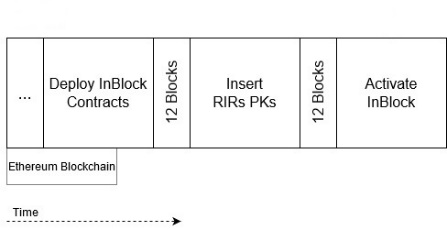 ...
Deploy InBlock
Contracts
12 Blocks
Insert
RIRs PKs
12 Blocks
Activate
InBlock
Ethereum Blockchain
Time